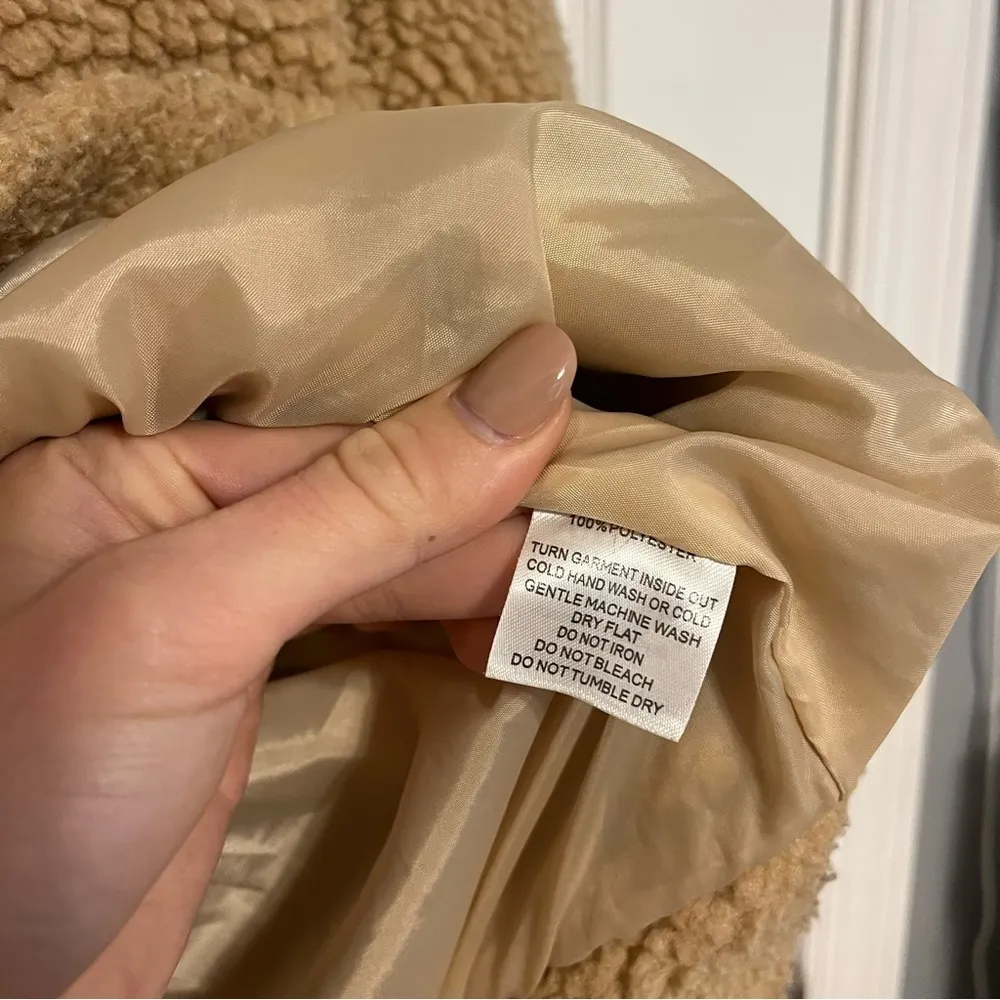 100%POLYESTER
TURN GARMENT INSIDE OUT
COLD HAND WASH OR COLD
GENTLE MACHINE WASH
DRY FLAT
DO NOT IRON
DO NOT BLEACH
DO NOT TUMBLE DRY